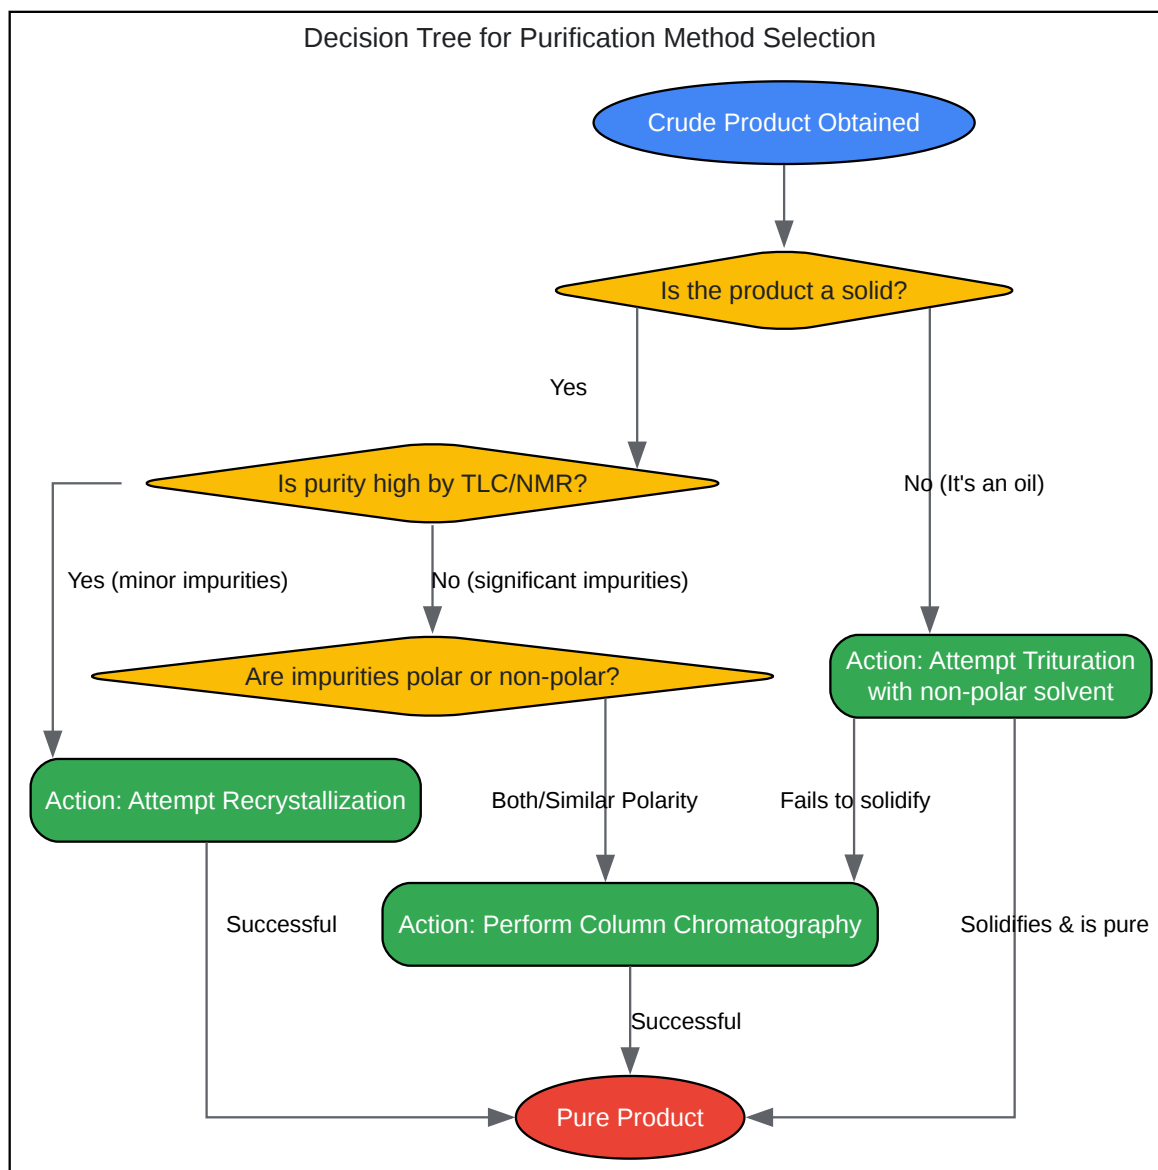 Decision Tree for Purification Method Selection
Crude Product Obtained
Is the product a solid?
Yes
Is purity high by TLC/NMR?
No (It's an oil)
Yes (minor impurities)
No (significant impurities)
Are impurities polar or non-polar?
Action: Attempt Trituration
with non-polar solvent
Action: Attempt Recrystallization
Both/Similar Polarity
Fails to solidify
Successful
Action: Perform Column Chromatography
Solidifies & is pure
Successful
Pure Product